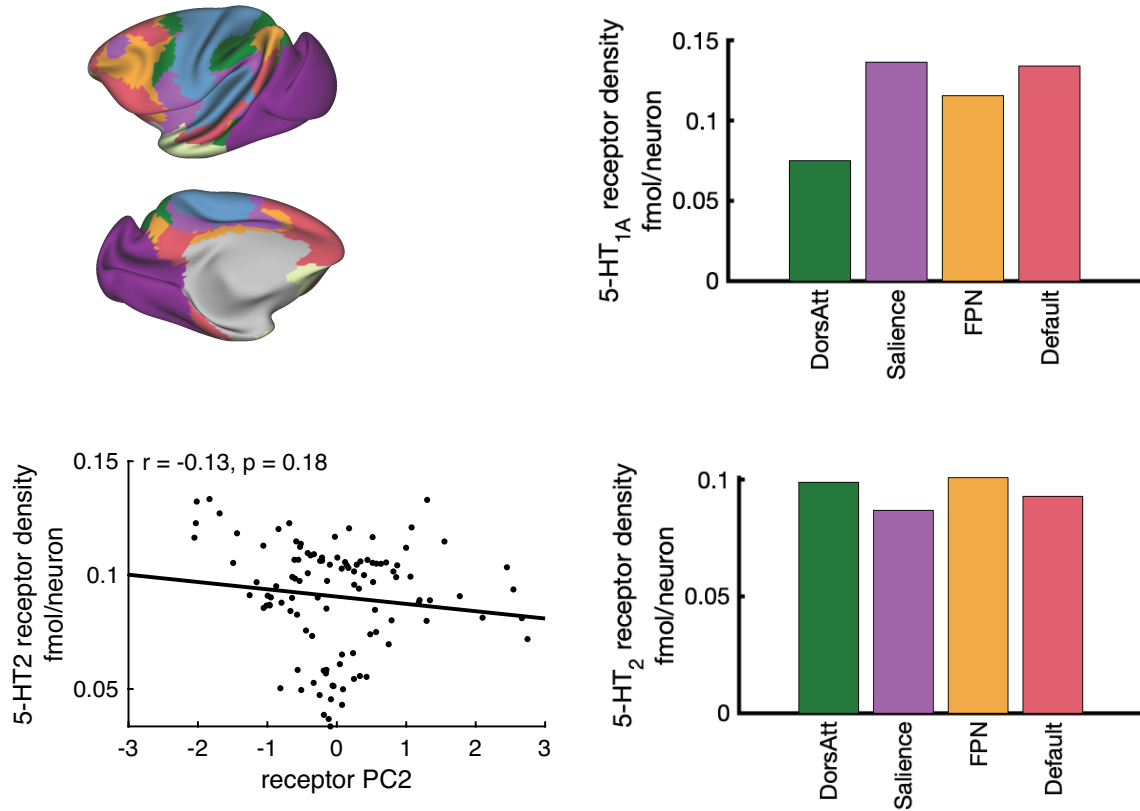 5-HT1A receptor density
fmol/neuron
0.15
0.1
0.05
0
DorsAtt
Salience
FPN
Default
5-HT2 receptor density
fmol/neuron
0.15
0.1
0.05
r = -0.13, p = 0.18
-3 -2 -1 0 1 2 3
receptor PC2
5-HT2 receptor density
fmol/neuron
0.1
0.05
0
DorsAtt
Salience
FPN
Default